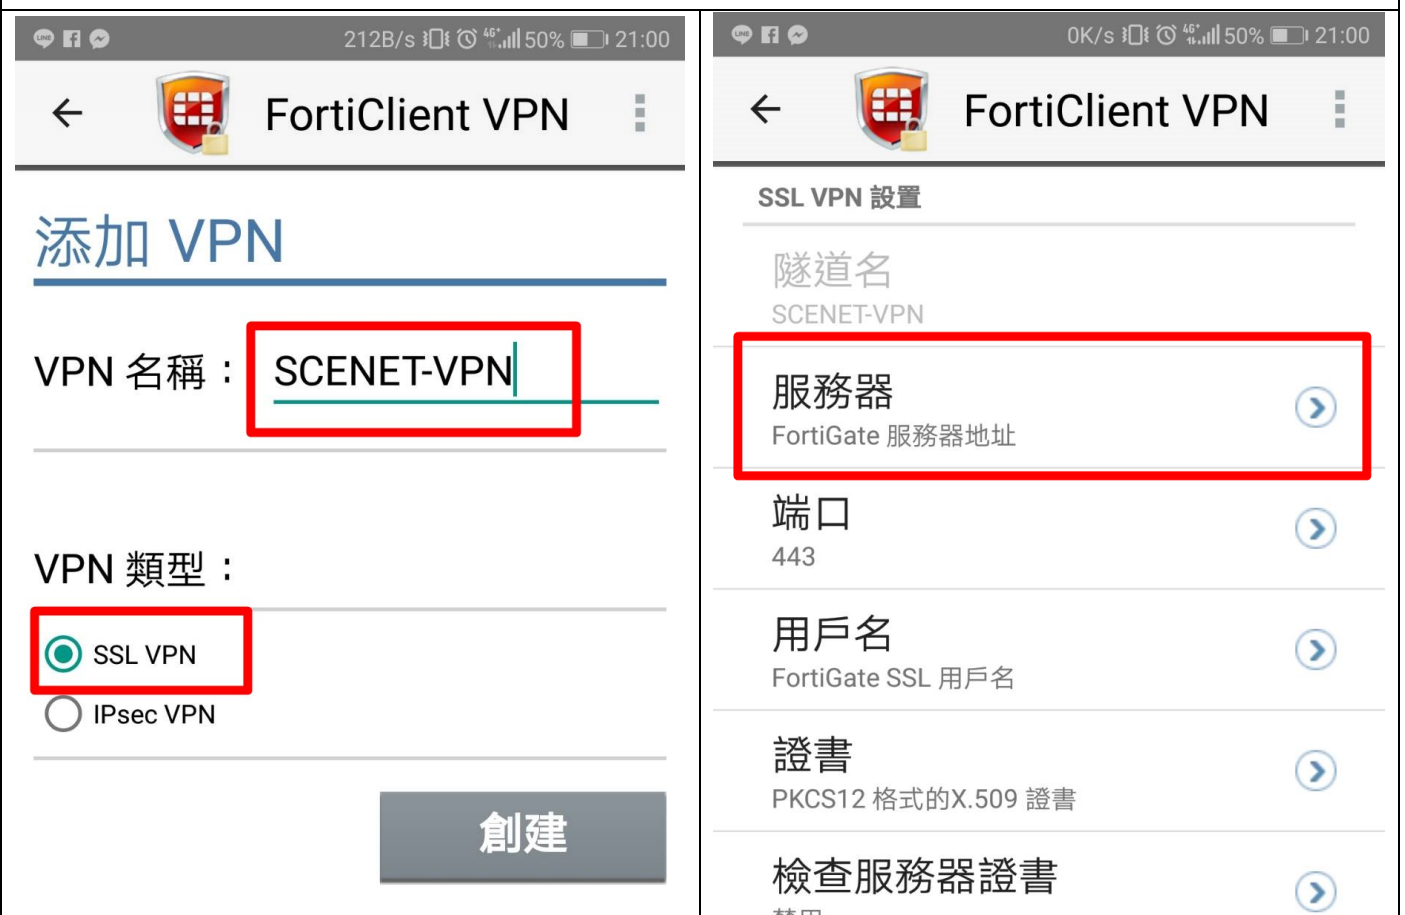 212B/s 50% 21:00
FortiClient VPN
添加 VPN
VPN 名稱：
SCENET-VPN
VPN 類型：
SSL VPN
IPsec VPN
創建
0K/s 50% 21:00
FortiClient VPN
SSL VPN 設置
隧道名
SCENET-VPN
服務器
FortiGate 服務器地址
端口
443
用戶名
FortiGate SSL 用戶名
證書
PKCS12 格式的X.509 證書
檢查服務器證書